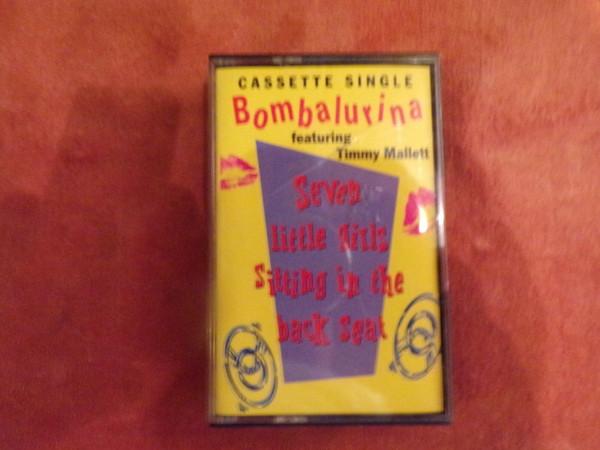 CASSETTE SINGLE
Bombalurina
featuring
Timmy Mallett
Seven
little girls
Sitting in the
back seat